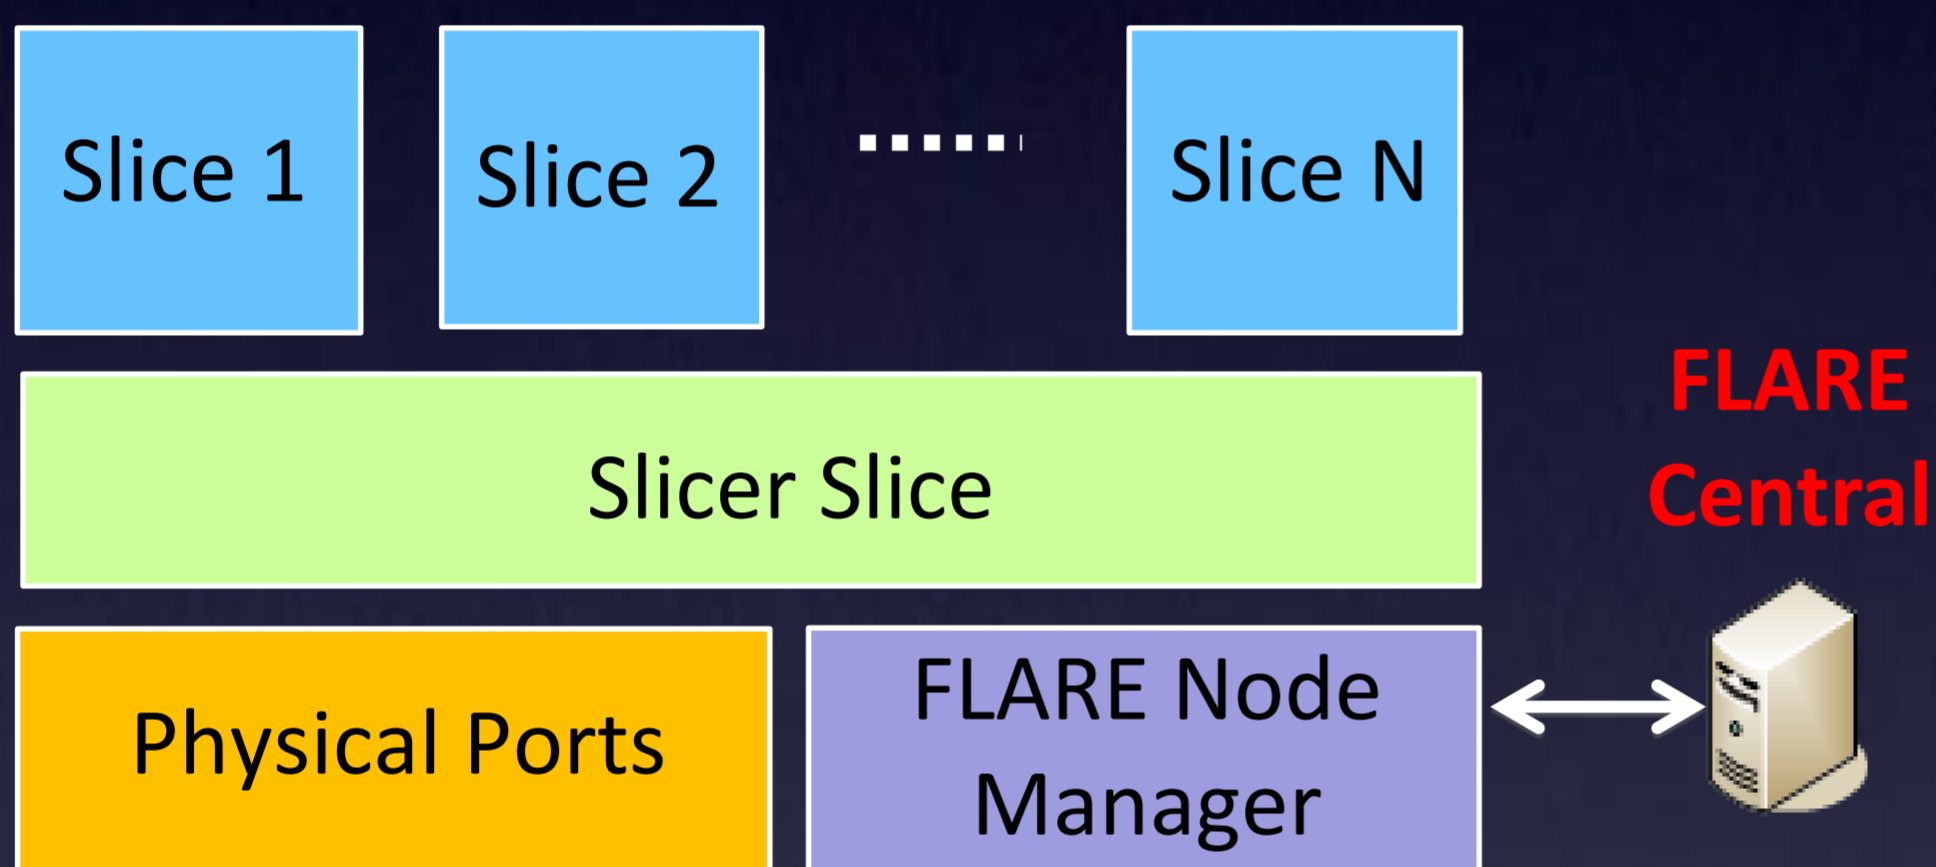 Slice 1
Slice 2
Slice N
Slicer Slice
FLARE
Central
Physical Ports
FLARE Node
Manager